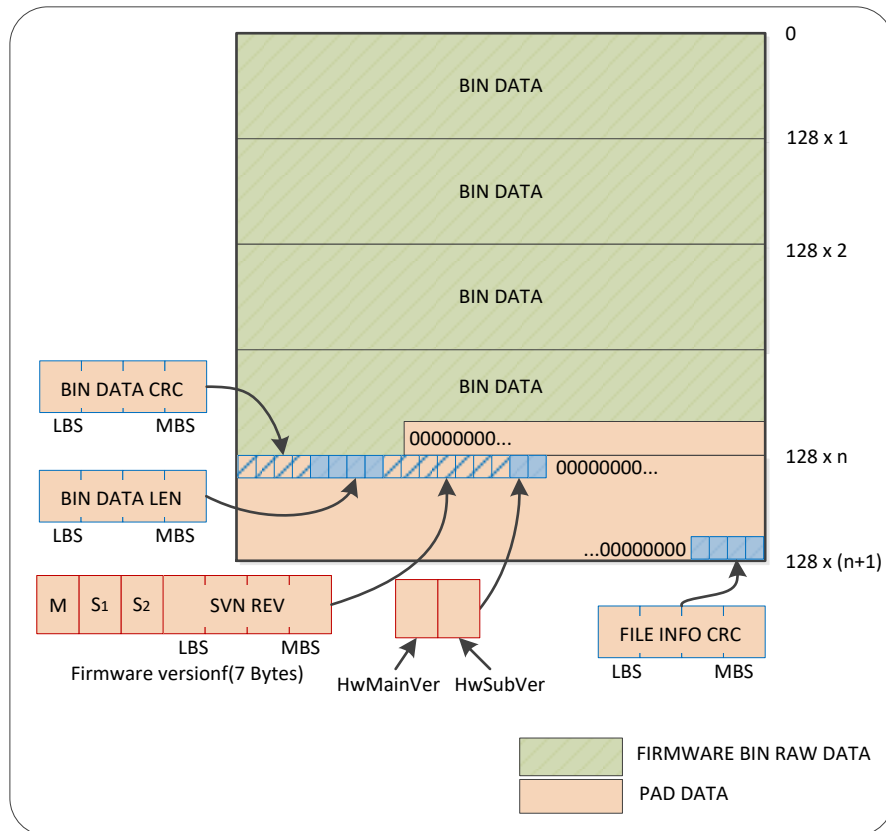 0
BIN DATA
128 x 1
BIN DATA
128 x 2
BIN DATA
BIN DATA
BIN DATA CRC
LBS MBS
00000000...
128 x n
00000000...
BIN DATA LEN
LBS MBS
...00000000
128 x (n+1)
M S1 S2 SVN REV
LBS MBS
Firmware versionf(7 Bytes)
HwMainVer HwSubVer
FILE INFO CRC
LBS MBS
FIRMWARE BIN RAW DATA
PAD DATA